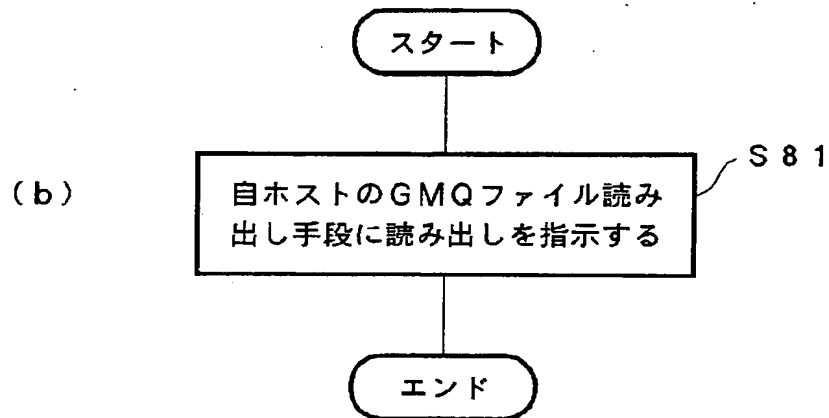 スタート
(b)
S81
自ホストのGMQファイル読み
出し手段に読み出しを指示する
エンド